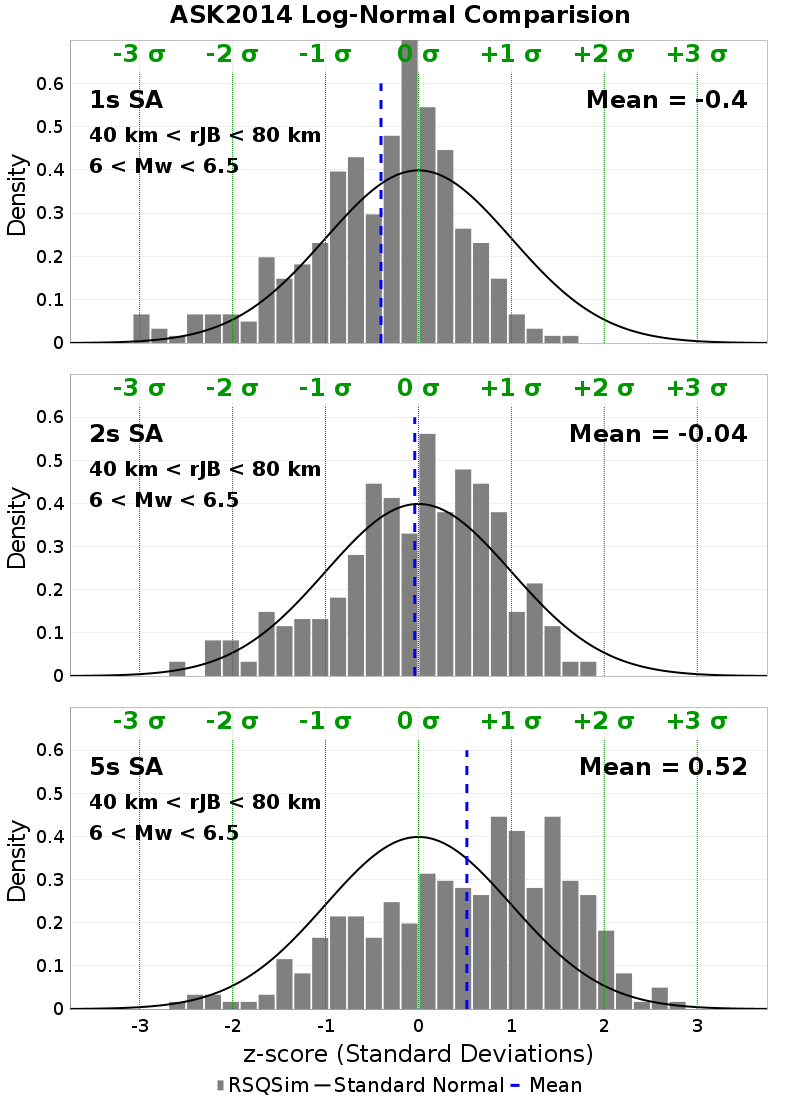 ASK2014 Log-Normal Comparision
-3 σ -2 σ -1 σ 0 σ +1 σ +2 σ +3 σ
1s SA
Mean = -0.4
40 km < rJB < 80 km
6 < Mw < 6.5
0.6
0.5
0.4
0.3
0.2
0.1
0
Density
-3 σ -2 σ -1 σ 0 σ +1 σ +2 σ +3 σ
2s SA
Mean = -0.04
40 km < rJB < 80 km
6 < Mw < 6.5
0.6
0.5
0.4
0.3
0.2
0.1
0
Density
-3 σ -2 σ -1 σ 0 σ +1 σ +2 σ +3 σ
5s SA
Mean = 0.52
40 km < rJB < 80 km
6 < Mw < 6.5
0.6
0.5
0.4
0.3
0.2
0.1
0
Density
-3 -2 -1 0 1 2 3
z-score (Standard Deviations)
RSQSim Standard Normal Mean